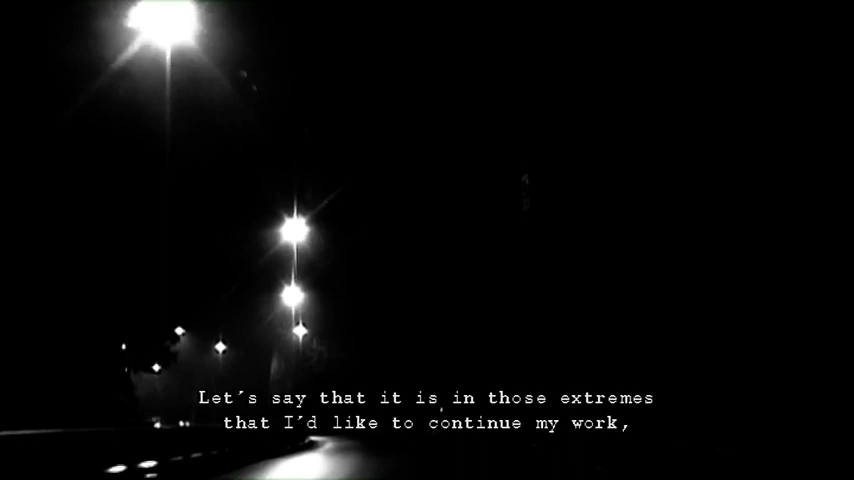 Let's say that it is in those extremes
that I'd like to continue my work,